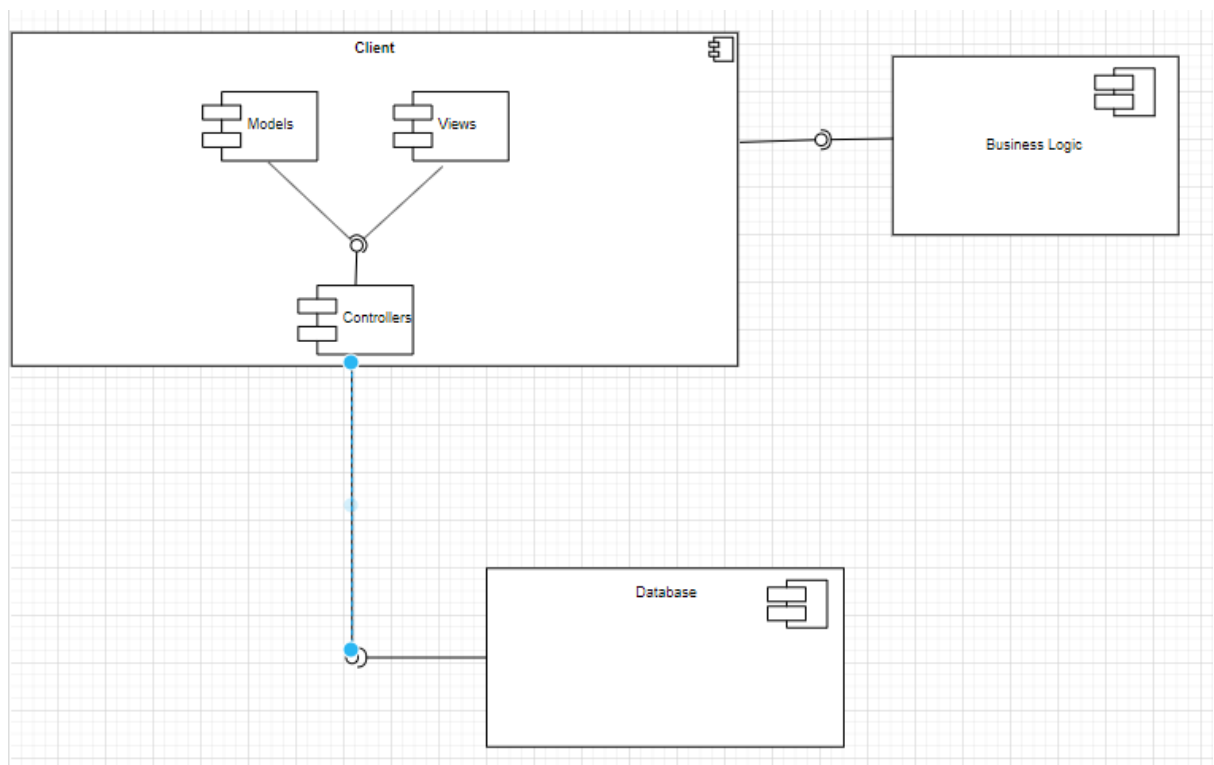 Client
Models
Views
Business Logic
Controllers
Database